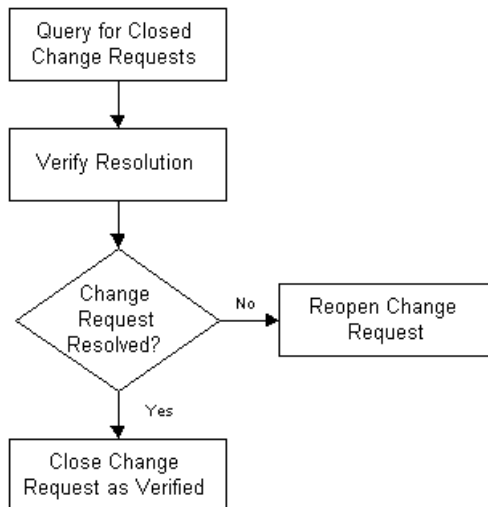 Query for Closed
Change Requests
Verify Resolution
Change
Request
Resolved?
No
Reopen Change
Request
Yes
Close Change
Request as Verified